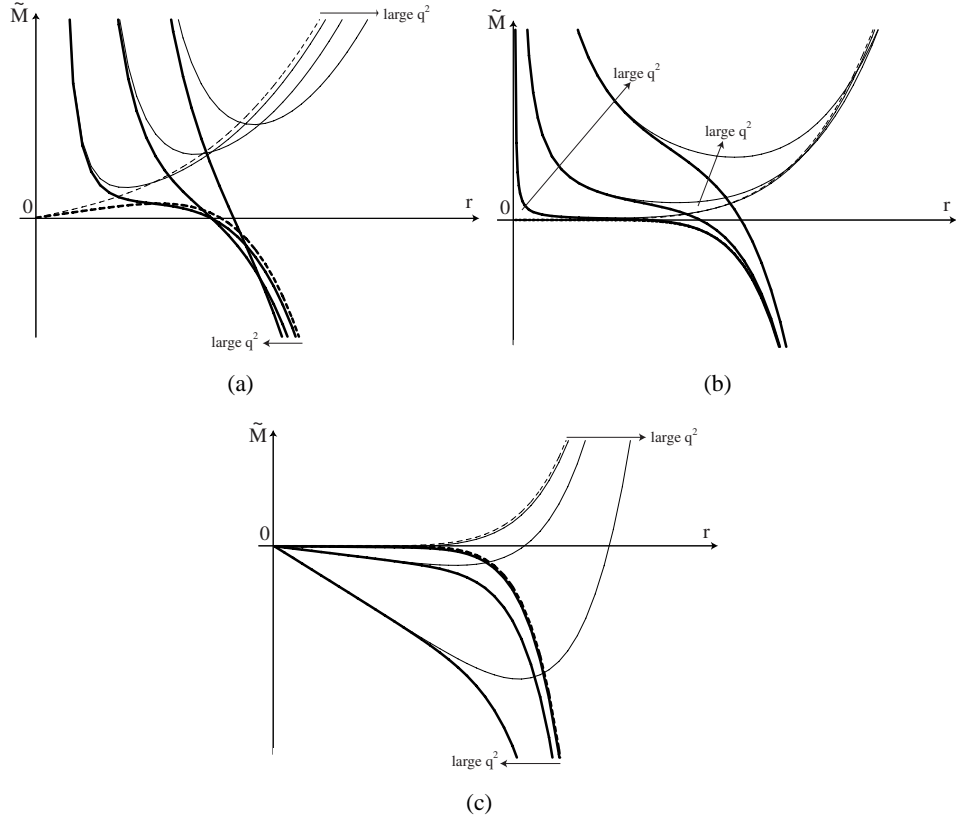 M̃
large q²
0
r
large q²
(a)
M̃
large q²
large q²
0
r
(b)
M̃
large q²
0
r
large q²
(c)